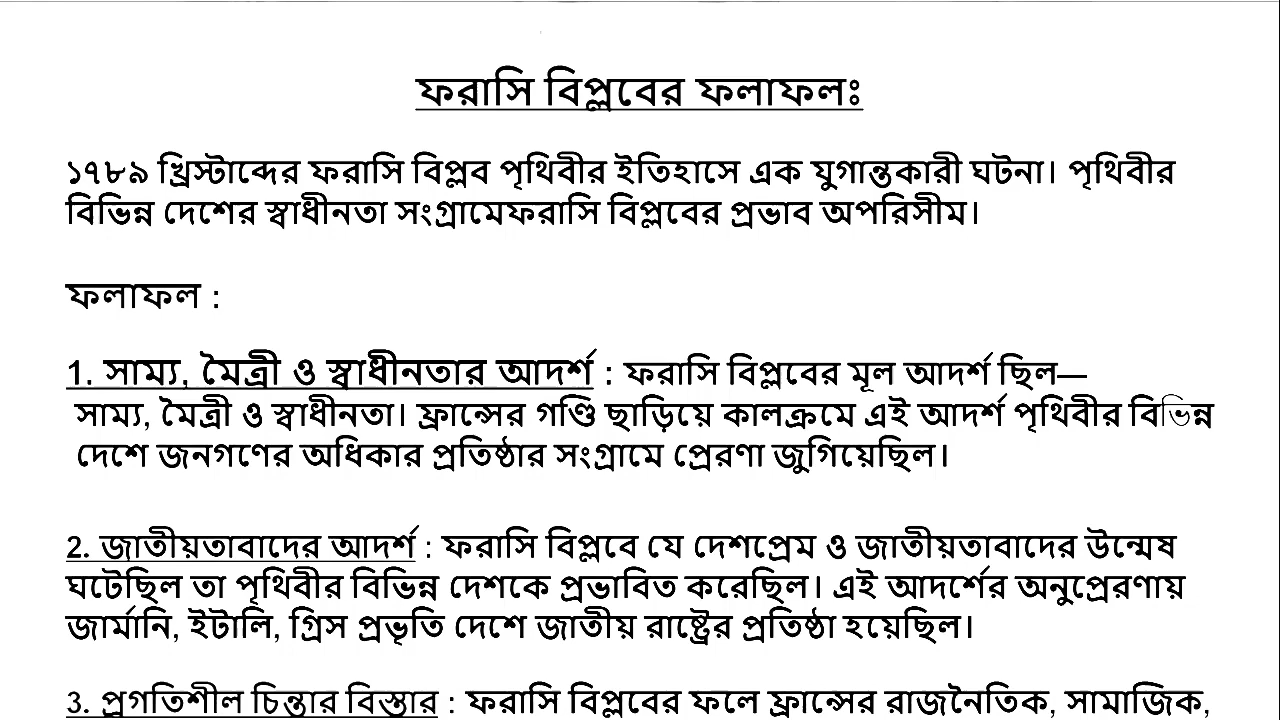 ফরাসি বিপ্লবের ফলাফলঃ
১৭৮৯ খ্রিস্টাব্দের ফরাসি বিপ্লব পৃথিবীর ইতিহাসে এক যুগান্তকারী ঘটনা। পৃথিবীর
বিভিন্ন দেশের স্বাধীনতা সংগ্রামেফরাসি বিপ্লবের প্রভাব অপরিসীম।
ফলাফল :
1. সাম্য, মৈত্রী ও স্বাধীনতার আদর্শ : ফরাসি বিপ্লবের মূল আদর্শ ছিল—
সাম্য, মৈত্রী ও স্বাধীনতা। ফ্রান্সের গণ্ডি ছাড়িয়ে কালক্রমে এই আদর্শ পৃথিবীর বিভিন্ন
দেশে জনগণের অধিকার প্রতিষ্ঠার সংগ্রামে প্রেরণা জুগিয়েছিল।
2. জাতীয়তাবাদের আদর্শ : ফরাসি বিপ্লবে যে দেশপ্রেম ও জাতীয়তাবাদের উন্মেষ
ঘটেছিল তা পৃথিবীর বিভিন্ন দেশকে প্রভাবিত করেছিল। এই আদর্শের অনুপ্রেরণায়
জার্মানি, ইটালি, গ্রিস প্রভৃতি দেশে জাতীয় রাষ্ট্রের প্রতিষ্ঠা হয়েছিল।
3. প্রগতিশীল চিন্তার বিস্তার : ফরাসি বিপ্লবের ফলে ফ্রান্সের রাজনৈতিক, সামাজিক,